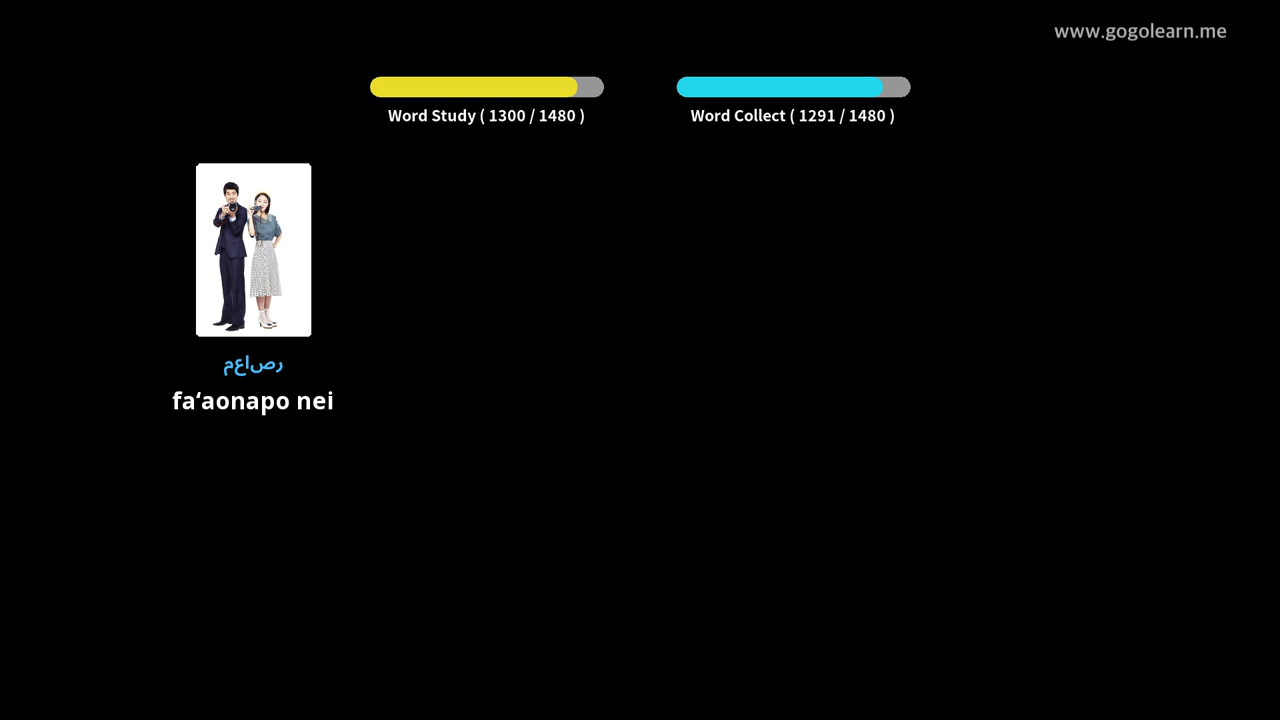 www.gogolearn.me
Word Study ( 1300 / 1480 )
Word Collect ( 1291 / 1480 )
معاصر
fa‘aonapo nei